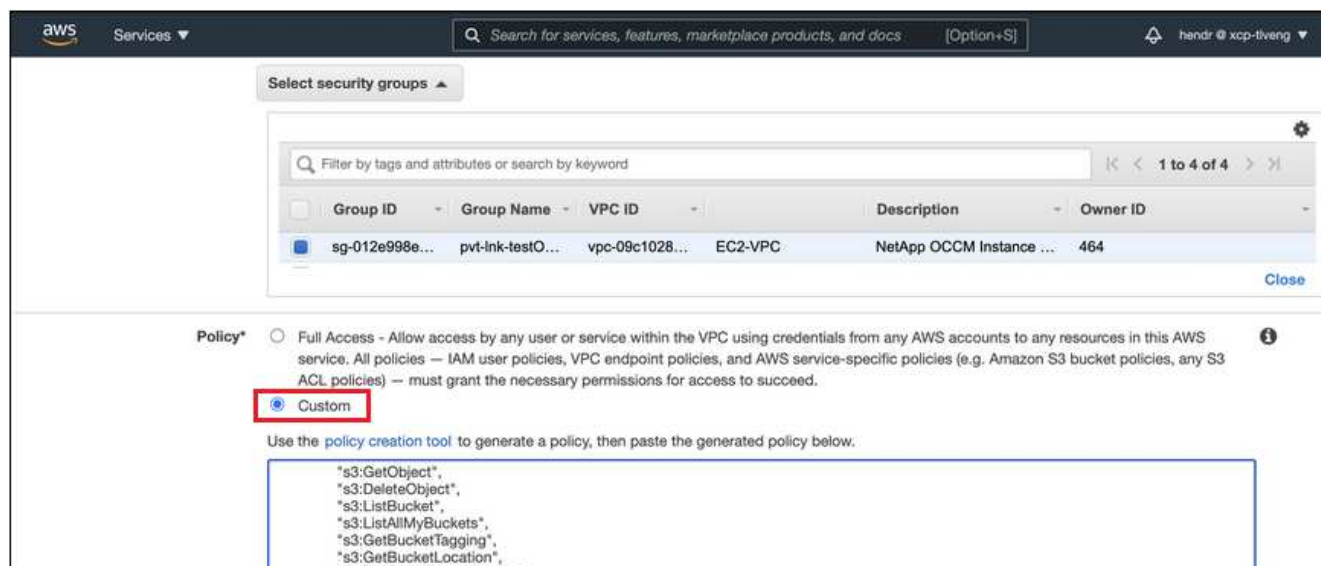 aws Services ▼ Search for services, features, marketplace products, and docs [Option+S] hendr @ xcp-tlveng ▼
Select security groups ▲
Filter by tags and attributes or search by keyword 1 to 4 of 4
Group ID Group Name VPC ID Description Owner ID
sg-012e998e... pvt-lnk-testO... vpc-09c1028... EC2-VPC NetApp OCCM Instance ... 464
Close
Policy* Full Access - Allow access by any user or service within the VPC using credentials from any AWS accounts to any resources in this AWS
service. All policies — IAM user policies, VPC endpoint policies, and AWS service-specific policies (e.g. Amazon S3 bucket policies, any S3
ACL policies) — must grant the necessary permissions for access to succeed.
Custom
Use the policy creation tool to generate a policy, then paste the generated policy below.
"s3:GetObject",
"s3:DeleteObject",
"s3:ListBucket",
"s3:ListAllMyBuckets",
"s3:GetBucketTagging",
"s3:GetBucketLocation",